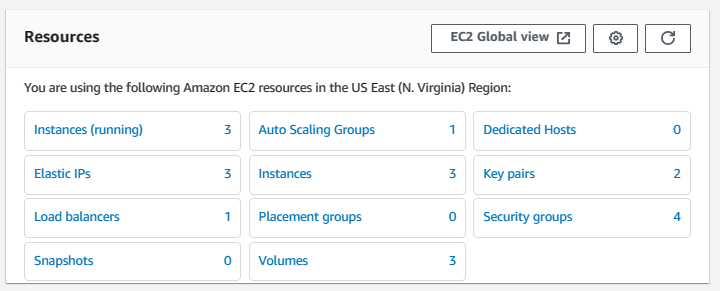 Resources
EC2 Global view
You are using the following Amazon EC2 resources in the US East (N. Virginia) Region:
Instances (running) 3 Auto Scaling Groups 1 Dedicated Hosts 0
Elastic IPs 3 Instances 3 Key pairs 2
Load balancers 1 Placement groups 0 Security groups 4
Snapshots 0 Volumes 3